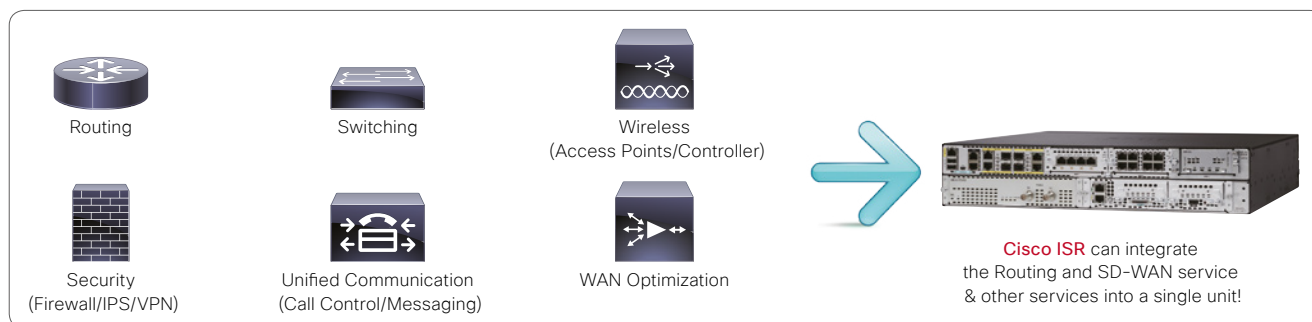 Routing
Switching
Wireless
(Access Points/Controller)
Security
(Firewall/IPS/VPN)
Unified Communication
(Call Control/Messaging)
WAN Optimization
Cisco ISR can integrate
the Routing and SD-WAN service
& other services into a single unit!